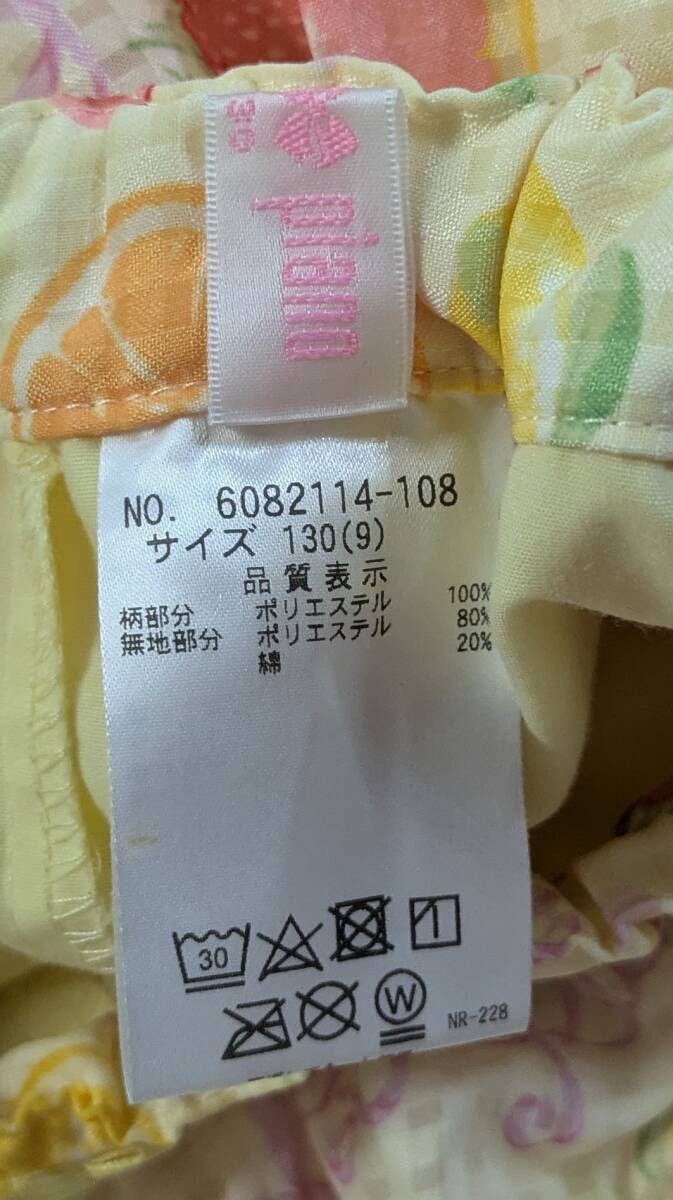 piano
NO. 6082114-108
サイズ 130(9)
品質表示
柄部分 ポリエステル 100%
無地部分 ポリエステル 80%
綿 20%
30
W
NR-228